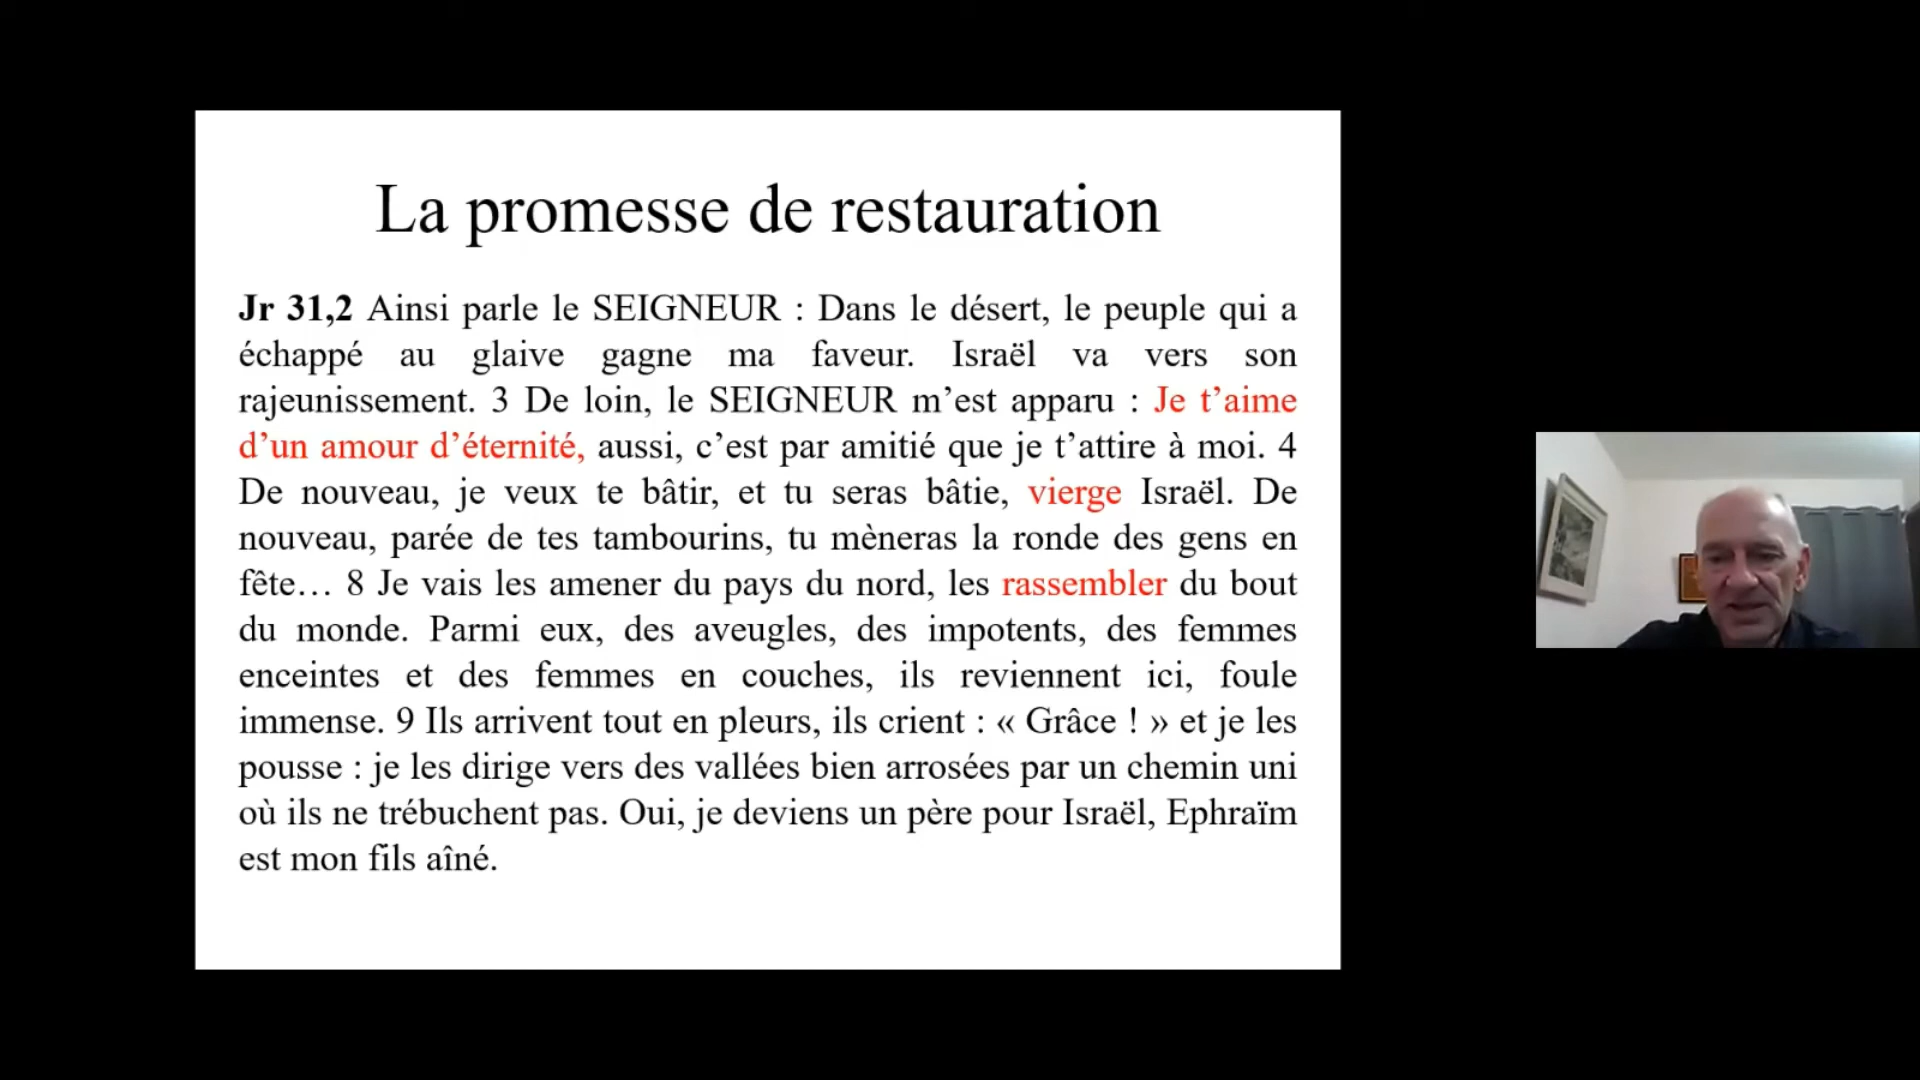 La promesse de restauration
Jr 31,2 Ainsi parle le SEIGNEUR : Dans le désert, le peuple qui a
échappé au glaive gagne ma faveur. Israël va vers son
rajeunissement. 3 De loin, le SEIGNEUR m’est apparu : Je t’aime
d’un amour d’éternité, aussi, c’est par amitié que je t’attire à moi. 4
De nouveau, je veux te bâtir, et tu seras bâtie, vierge Israël. De
nouveau, parée de tes tambourins, tu mèneras la ronde des gens en
fête… 8 Je vais les amener du pays du nord, les rassembler du bout
du monde. Parmi eux, des aveugles, des impotents, des femmes
enceintes et des femmes en couches, ils reviennent ici, foule
immense. 9 Ils arrivent tout en pleurs, ils crient : « Grâce ! » et je les
pousse : je les dirige vers des vallées bien arrosées par un chemin uni
où ils ne trébuchent pas. Oui, je deviens un père pour Israël, Ephraïm
est mon fils aîné.